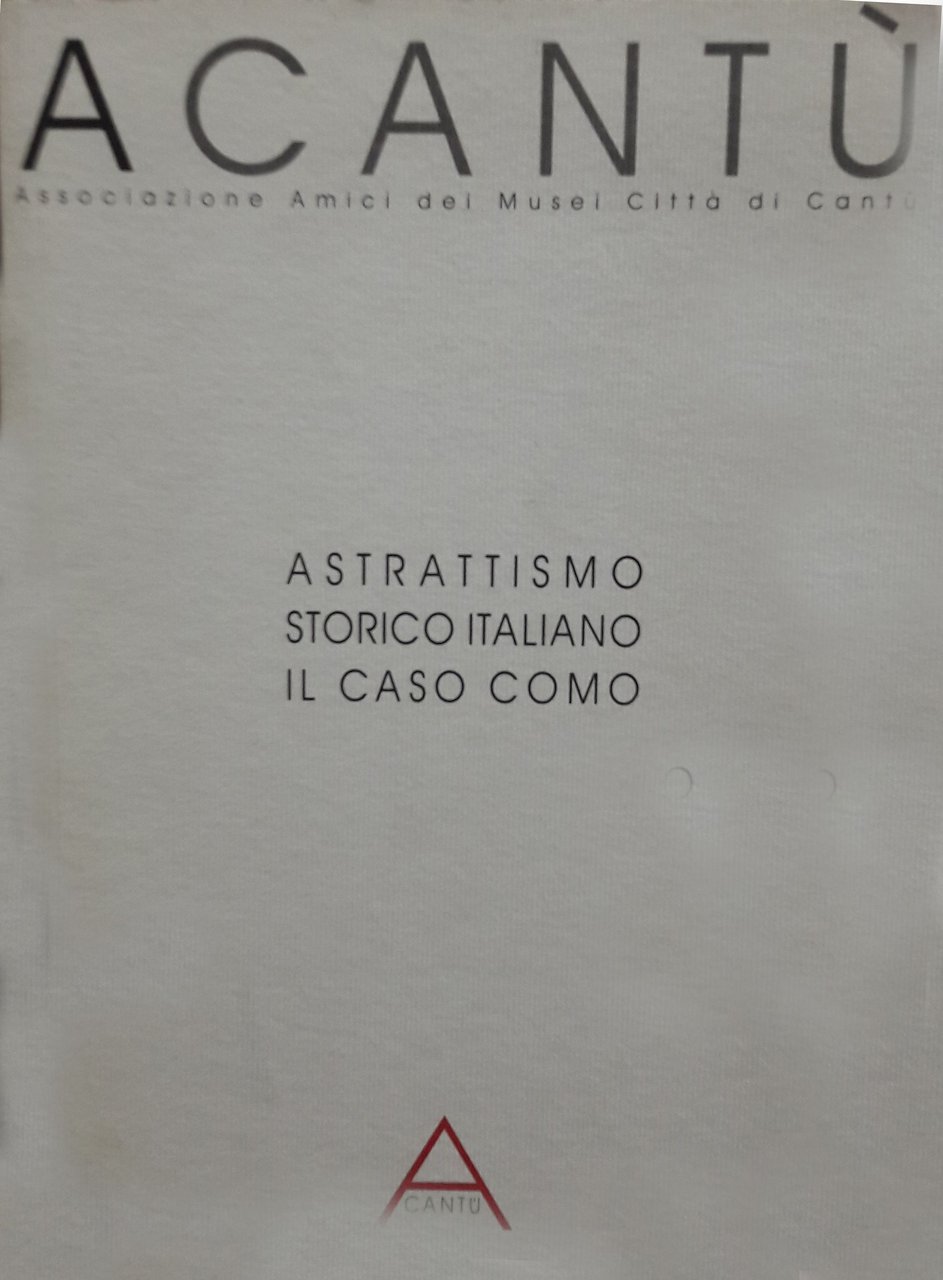 ACANTÙ
Associazione Amici dei Musei Città di Cantù
ASTRATTISMO
STORICO ITALIANO
IL CASO COMO
A
CANTÙ